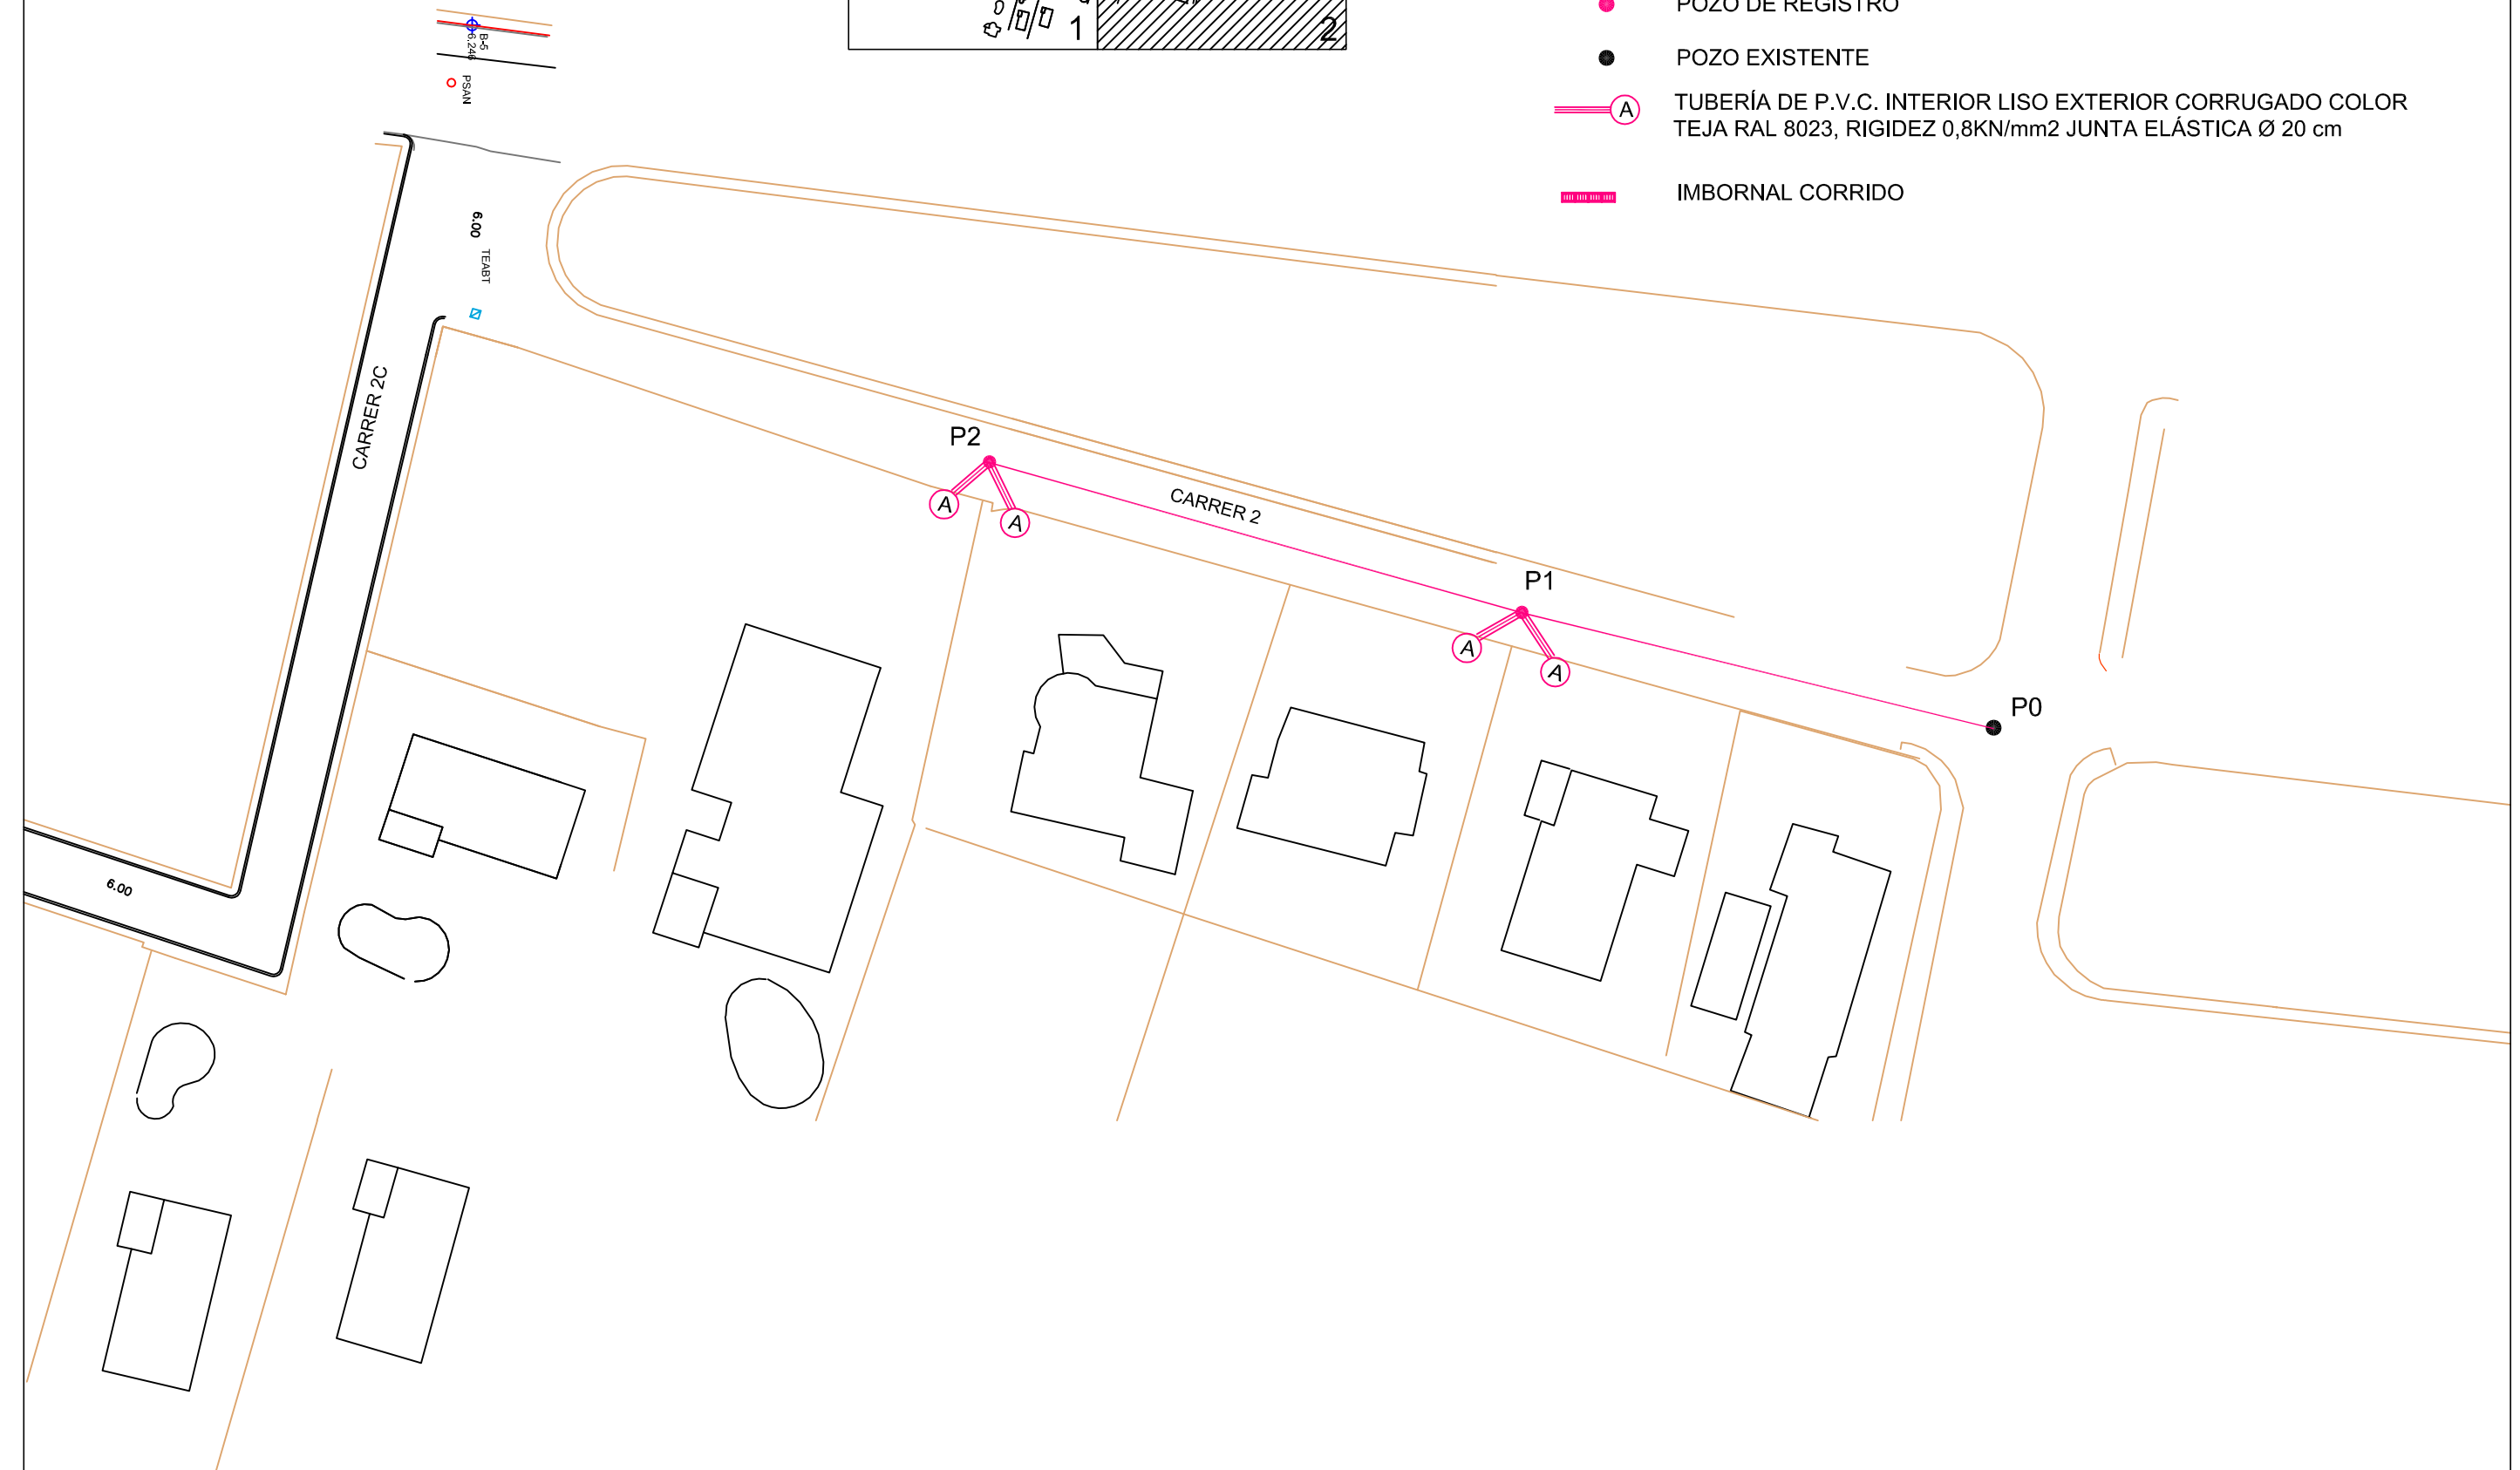 POZO DE REGISTRO
B-5
6.246
1
2
POZO EXISTENTE
PSAN
A
TUBERÍA DE P.V.C. INTERIOR LISO EXTERIOR CORRUGADO COLOR
TEJA RAL 8023, RIGIDEZ 0,8KN/mm2 JUNTA ELÁSTICA Ø 20 cm
IMBORNAL CORRIDO
6.00
TEABT
CARRER 2C
P2
A
A
CARRER 2
P1
A
A
P0
6.00